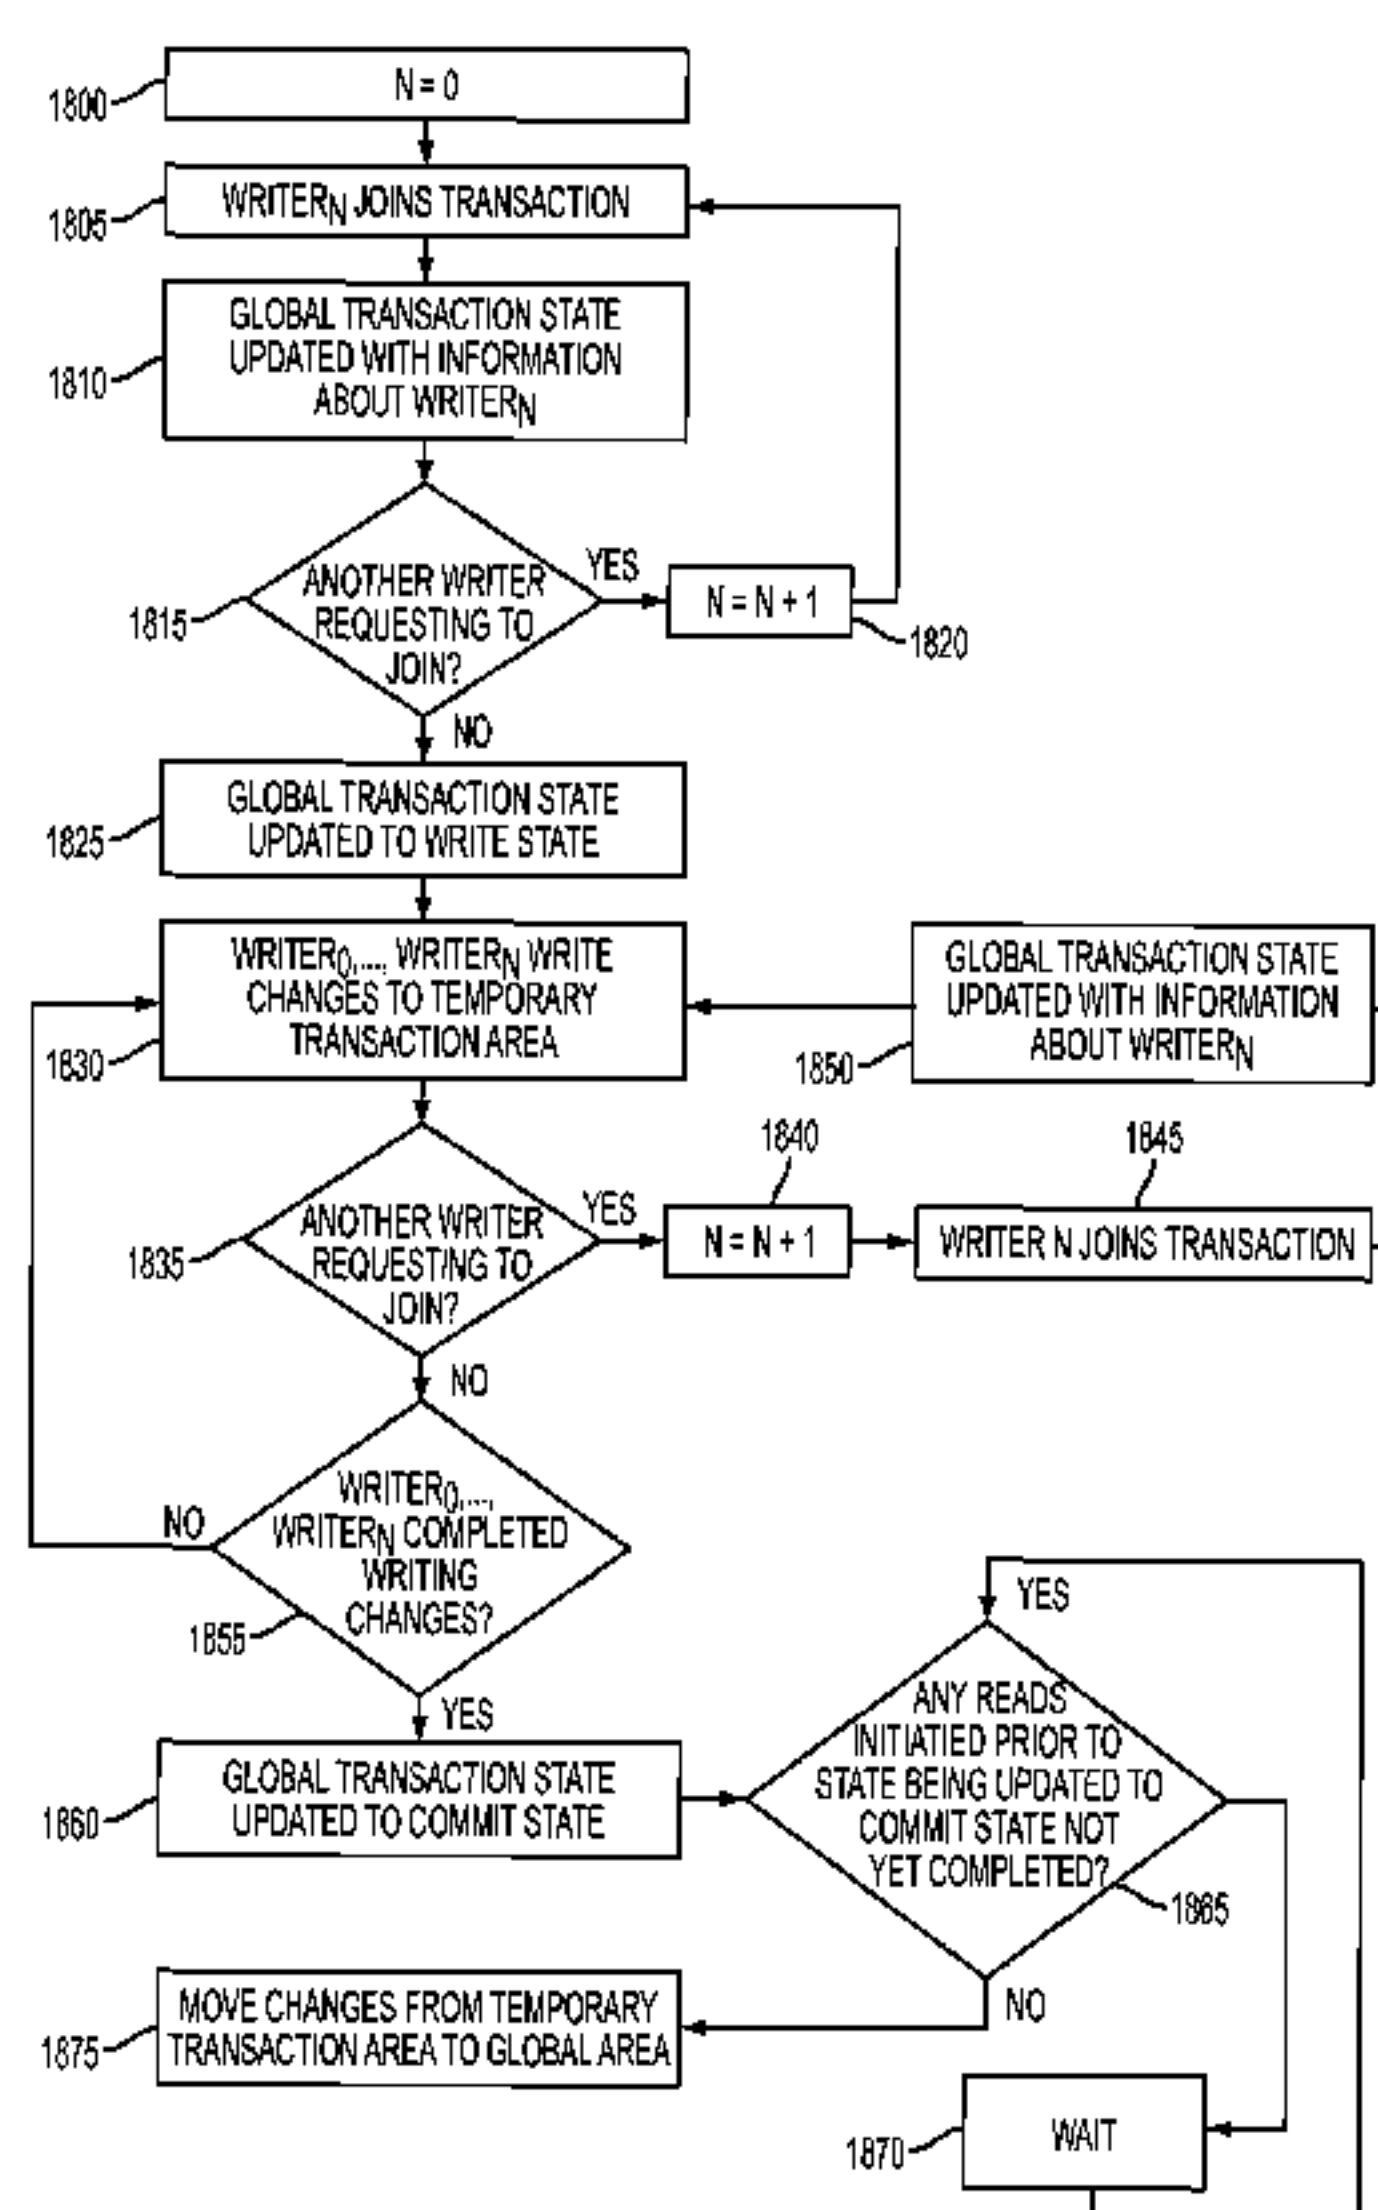 1800
N = 0
1805
WRITERN JOINS TRANSACTION
1810
GLOBAL TRANSACTION STATE
UPDATED WITH INFORMATION
ABOUT WRITERN
1815
ANOTHER WRITER
REQUESTING TO
JOIN?
YES
N = N + 1
1820
NO
1825
GLOBAL TRANSACTION STATE
UPDATED TO WRITE STATE
1830
WRITER0,..., WRITERN WRITE
CHANGES TO TEMPORARY
TRANSACTION AREA
1850
GLOBAL TRANSACTION STATE
UPDATED WITH INFORMATION
ABOUT WRITERN
1835
ANOTHER WRITER
REQUESTING TO
JOIN?
YES
1840
N = N + 1
1845
WRITER N JOINS TRANSACTION
NO
NO
WRITER0,...,
WRITERN COMPLETED
WRITING
CHANGES?
1855
YES
1860
GLOBAL TRANSACTION STATE
UPDATED TO COMMIT STATE
YES
ANY READS
INITIATIED PRIOR TO
STATE BEING UPDATED TO
COMMIT STATE NOT
YET COMPLETED?
1865
NO
1875
MOVE CHANGES FROM TEMPORARY
TRANSACTION AREA TO GLOBAL AREA
1870
WAIT